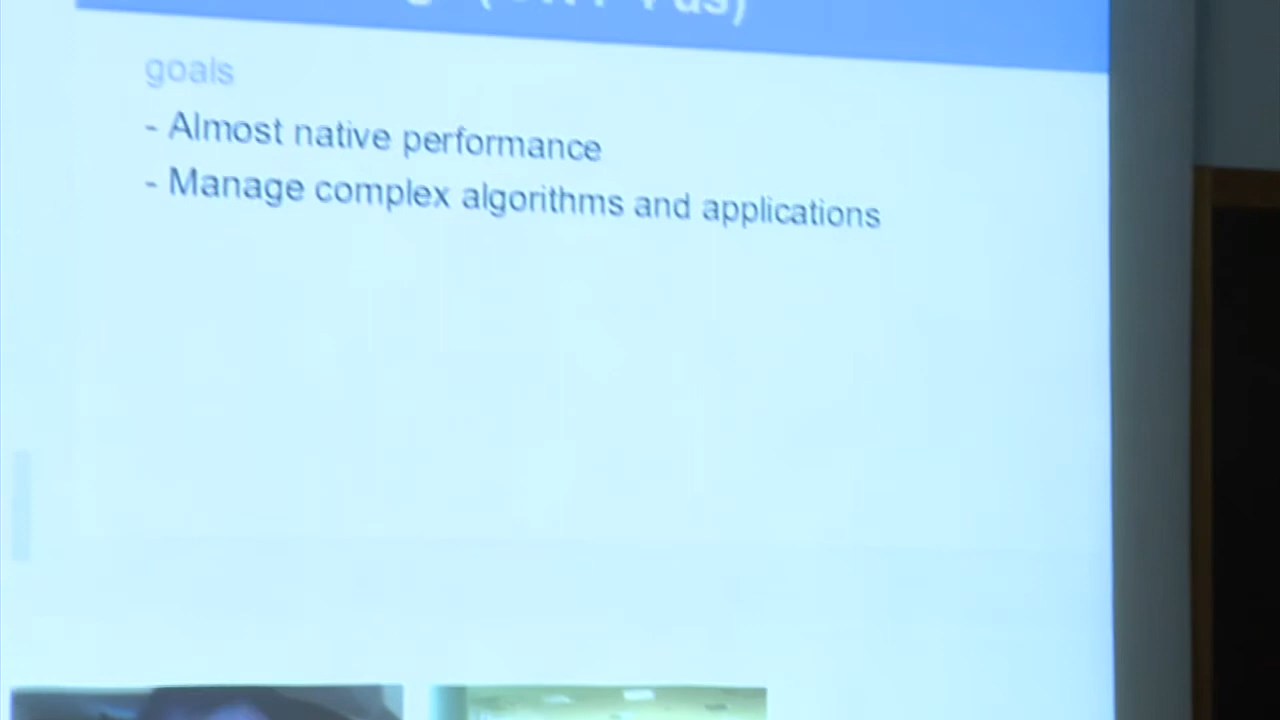 goals
- Almost native performance
- Manage complex algorithms and applications